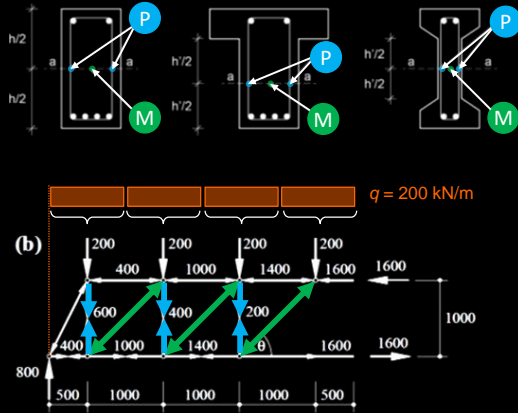 P P P
h/2 a a h'/2 a a h'/2 a a
h/2 h'/2 h'/2
M M M
q = 200 kN/m
(b) 200 200 200 200
400 1000 1400 1600 1600
600 400 200 1000
400 1000 1400 θ 1600 1600
800
500 1000 1000 1000 500